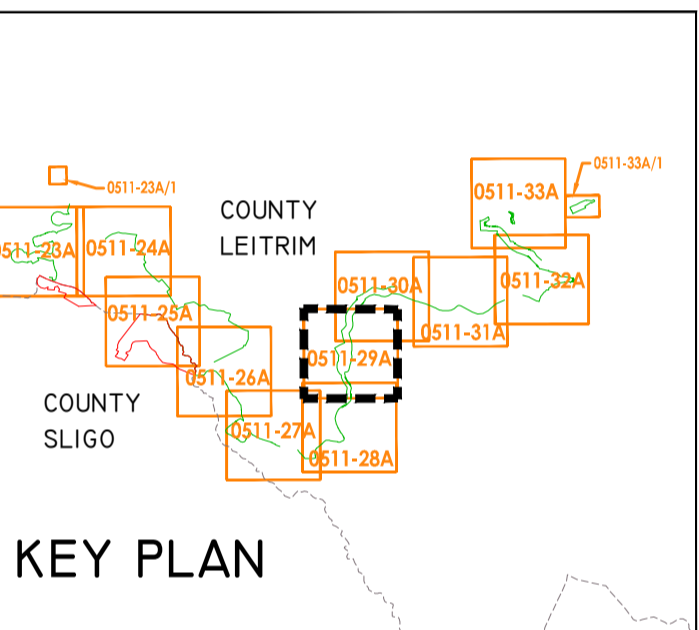 0511-33A/1
0511-23A/1
0511-33A
COUNTY
LEITRIM
0511-23A
0511-24A
0511-30A
0511-32A
0511-25A
0511-31A
0511-29A
0511-26A
COUNTY
SLIGO
0511-27A
0511-28A
KEY PLAN